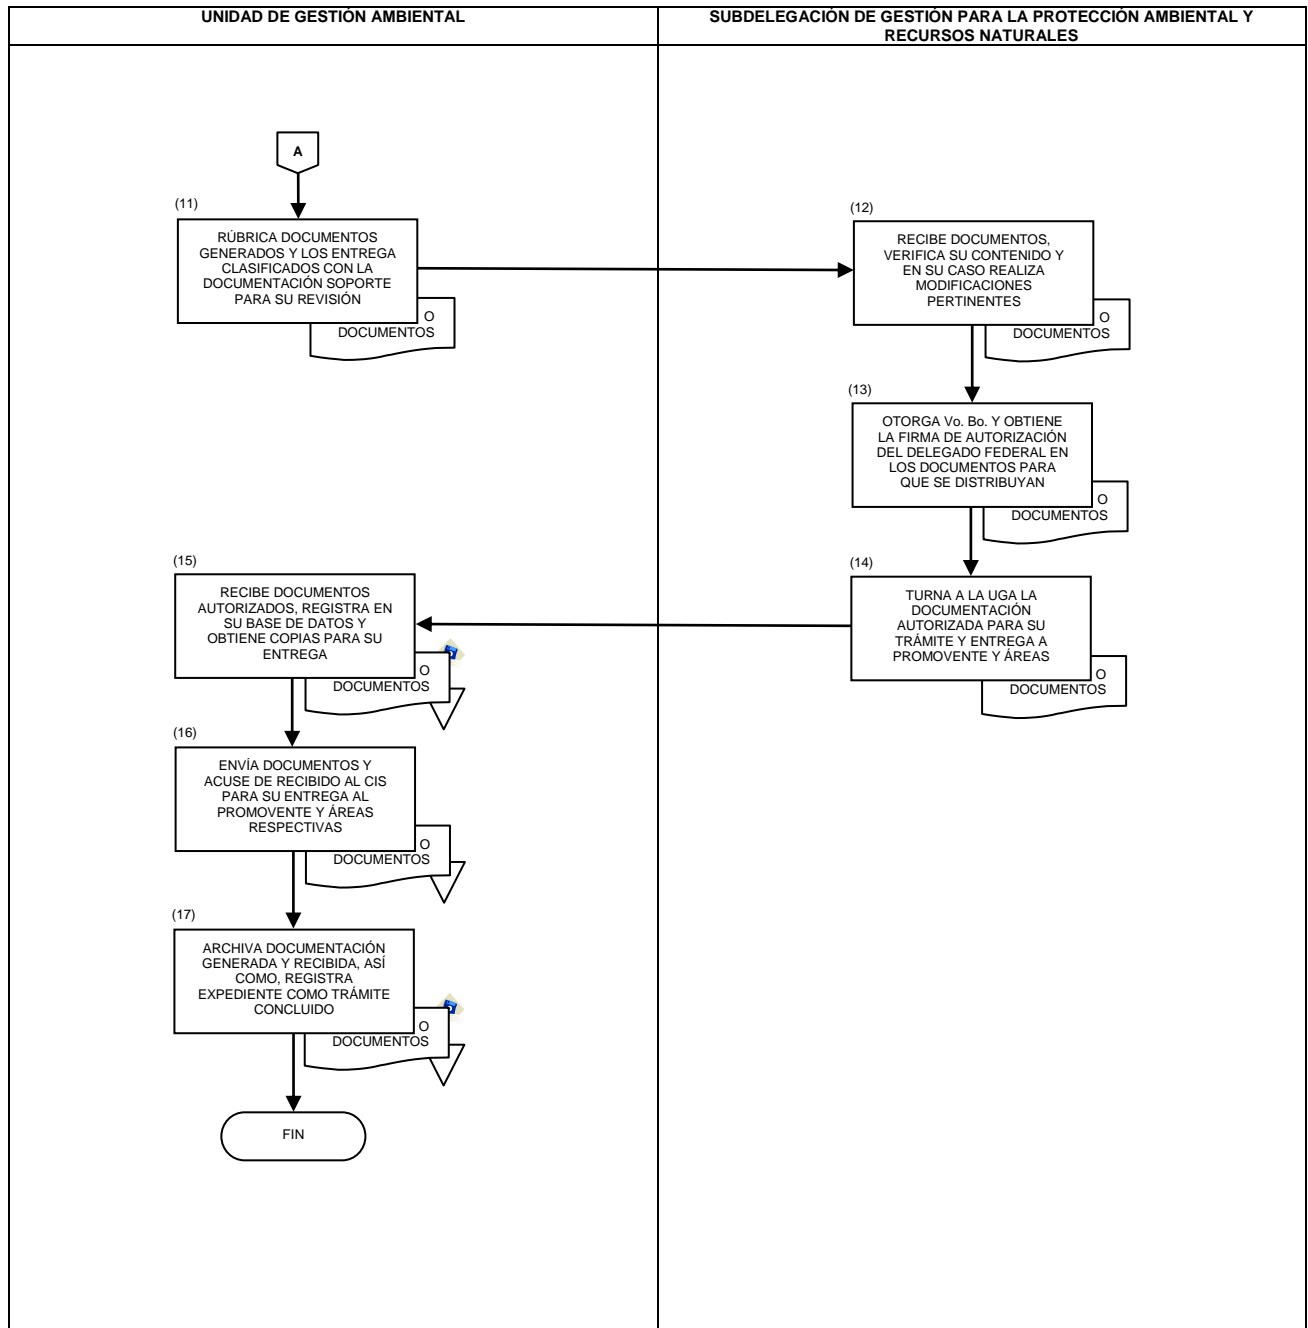 UNIDAD DE GESTIÓN AMBIENTAL
SUBDELEGACIÓN DE GESTIÓN PARA LA PROTECCIÓN AMBIENTAL Y
RECURSOS NATURALES
A
(11)
RÚBRICA DOCUMENTOS
GENERADOS Y LOS ENTREGA
CLASIFICADOS CON LA
DOCUMENTACIÓN SOPORTE
PARA SU REVISIÓN
O
DOCUMENTOS
(12)
RECIBE DOCUMENTOS,
VERIFICA SU CONTENIDO Y
EN SU CASO REALIZA
MODIFICACIONES
PERTINENTES
O
DOCUMENTOS
(13)
OTORGA Vo. Bo. Y OBTIENE
LA FIRMA DE AUTORIZACIÓN
DEL DELEGADO FEDERAL EN
LOS DOCUMENTOS PARA
QUE SE DISTRIBUYAN
O
DOCUMENTOS
(14)
TURNA A LA UGA LA
DOCUMENTACIÓN
AUTORIZADA PARA SU
TRÁMITE Y ENTREGA A
PROMOVENTE Y ÁREAS
O
DOCUMENTOS
(15)
RECIBE DOCUMENTOS
AUTORIZADOS, REGISTRA EN
SU BASE DE DATOS Y
OBTIENE COPIAS PARA SU
ENTREGA
O
DOCUMENTOS
(16)
ENVÍA DOCUMENTOS Y
ACUSE DE RECIBIDO AL CIS
PARA SU ENTREGA AL
PROMOVENTE Y ÁREAS
RESPECTIVAS
O
DOCUMENTOS
(17)
ARCHIVA DOCUMENTACIÓN
GENERADA Y RECIBIDA, ASÍ
COMO, REGISTRA
EXPEDIENTE COMO TRÁMITE
CONCLUIDO
O
DOCUMENTOS
FIN